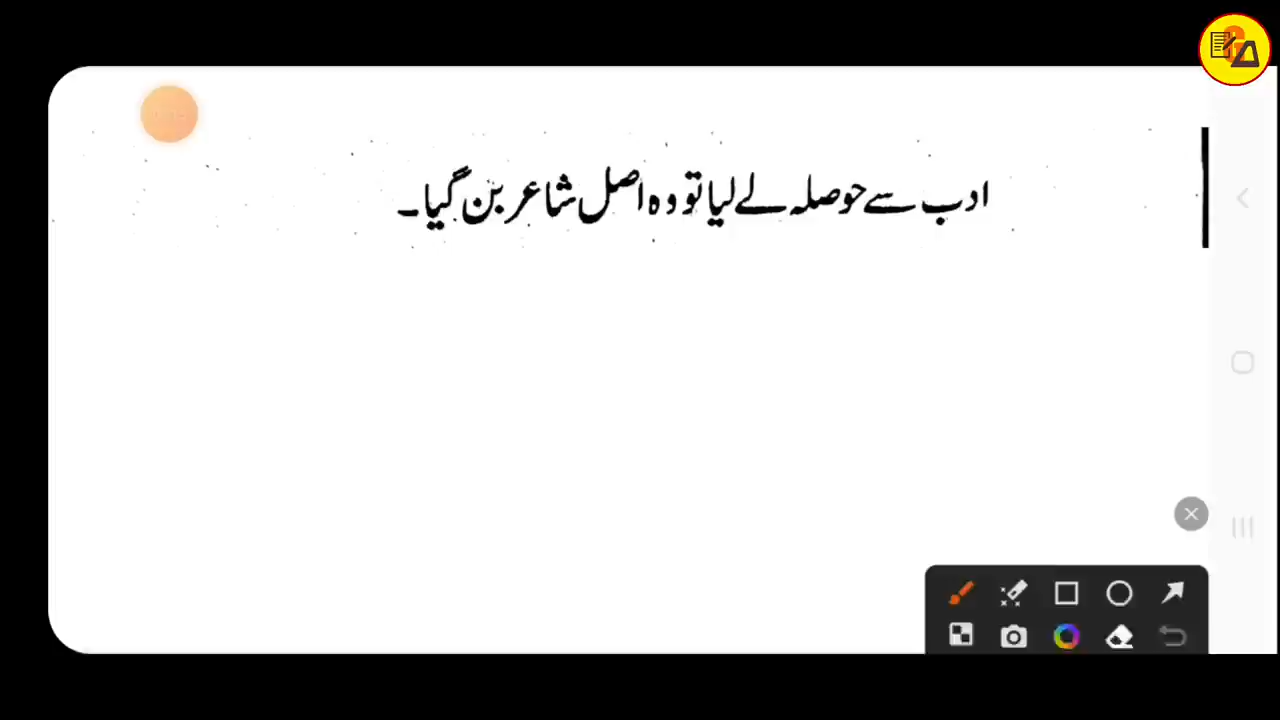 ادب سے حوصلہ لے لیا تو وہ اصل شاعر بن گیا۔